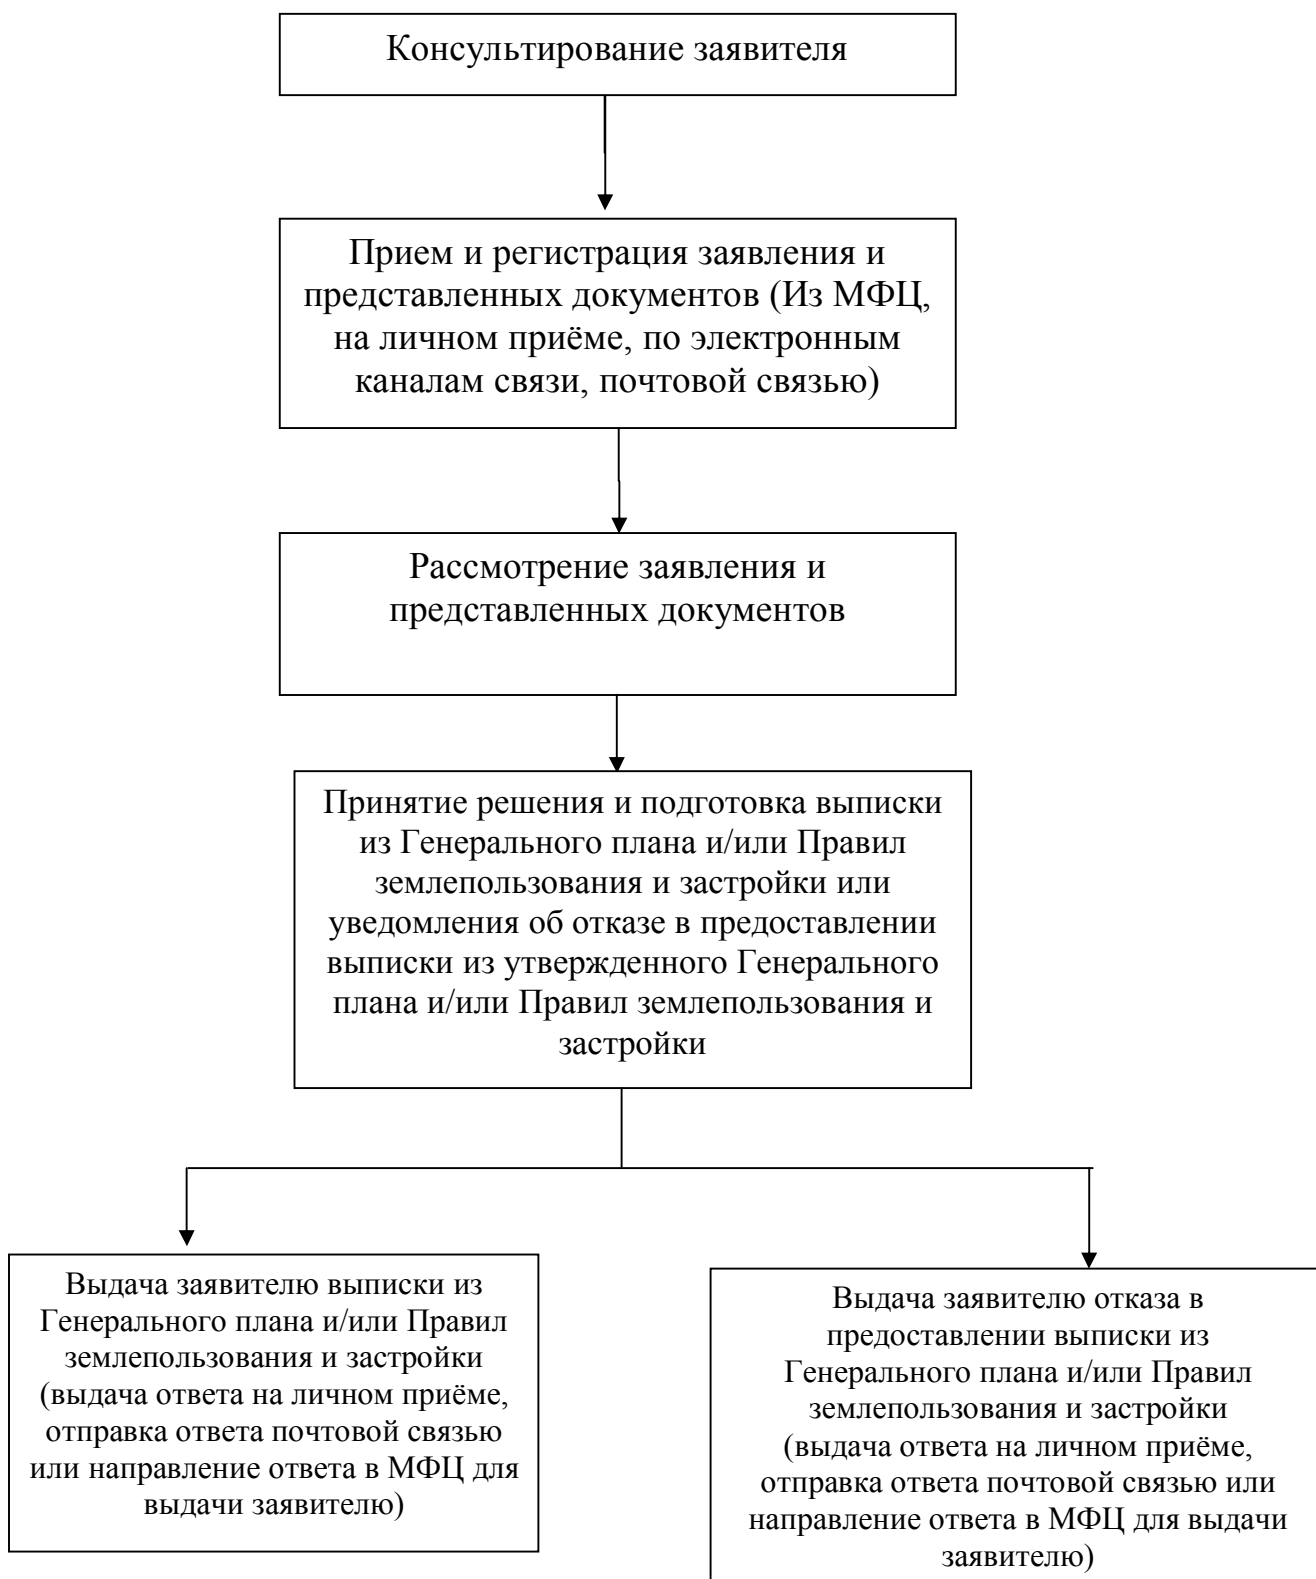 Консультирование заявителя
Прием и регистрация заявления и
представленных документов (Из МФЦ,
на личном приёме, по электронным
каналам связи, почтовой связью)
Рассмотрение заявления и
представленных документов
Принятие решения и подготовка выписки
из Генерального плана и/или Правил
землепользования и застройки или
уведомления об отказе в предоставлении
выписки из утвержденного Генерального
плана и/или Правил землепользования и
застройки
Выдача заявителю выписки из
Генерального плана и/или Правил
землепользования и застройки
(выдача ответа на личном приёме,
отправка ответа почтовой связью
или направление ответа в МФЦ для
выдачи заявителю)
Выдача заявителю отказа в
предоставлении выписки из
Генерального плана и/или Правил
землепользования и застройки
(выдача ответа на личном приёме,
отправка ответа почтовой связью или
направление ответа в МФЦ для выдачи
заявителю)